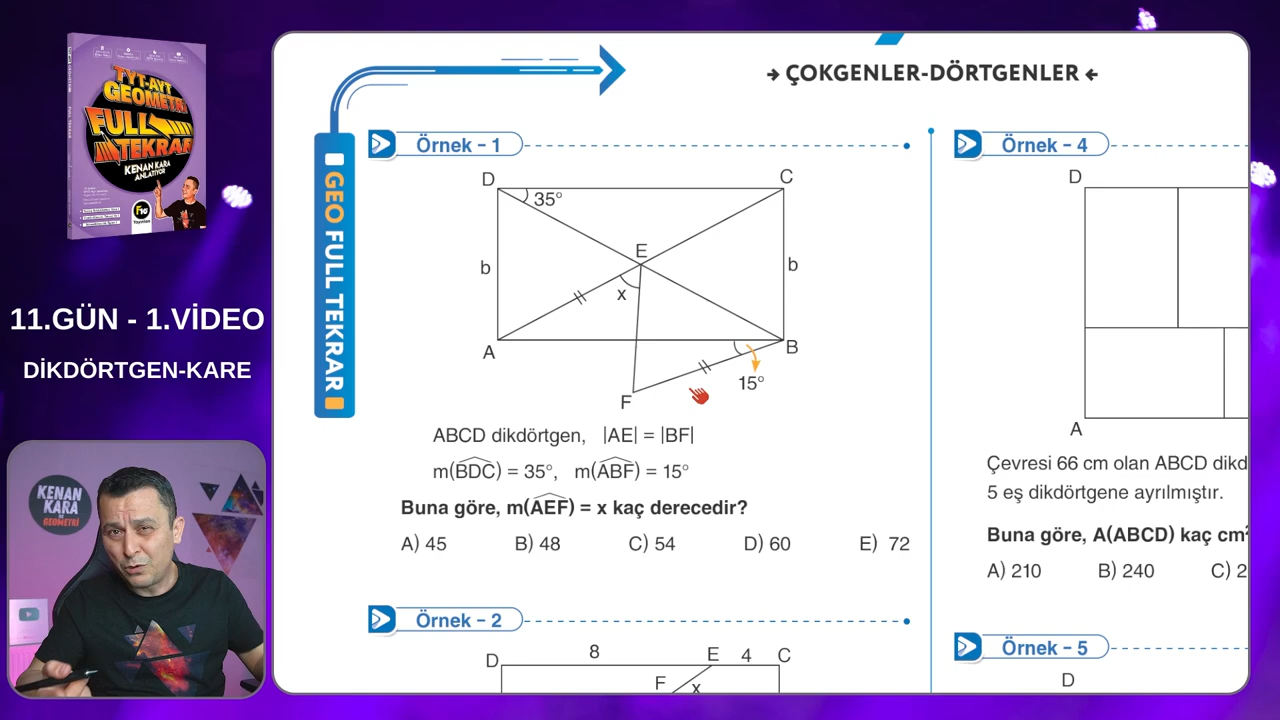 TYT-AYT
GEOMETRİ
FULL
TEKRAR
KENAN KARA
ANLATIYOR
11.GÜN - 1.VİDEO
DİKDÖRTGEN-KARE
KENAN
KARA
GEOMETRİ
GEO FULL TEKRAR
ÇOKGENLER-DÖRTGENLER
Örnek - 1
D
C
35°
E
b
b
x
A
B
15°
F
ABCD dikdörtgen, |AE| = |BF|
m(BDC) = 35°, m(ABF) = 15°
Buna göre, m(AEF) = x kaç derecedir?
A) 45 B) 48 C) 54 D) 60 E) 72
Örnek - 2
D
8
E
4
C
F
x
Örnek - 4
D
A
Çevresi 66 cm olan ABCD dikd
5 eş dikdörtgene ayrılmıştır.
Buna göre, A(ABCD) kaç cm²
A) 210 B) 240 C) 2
Örnek - 5
D